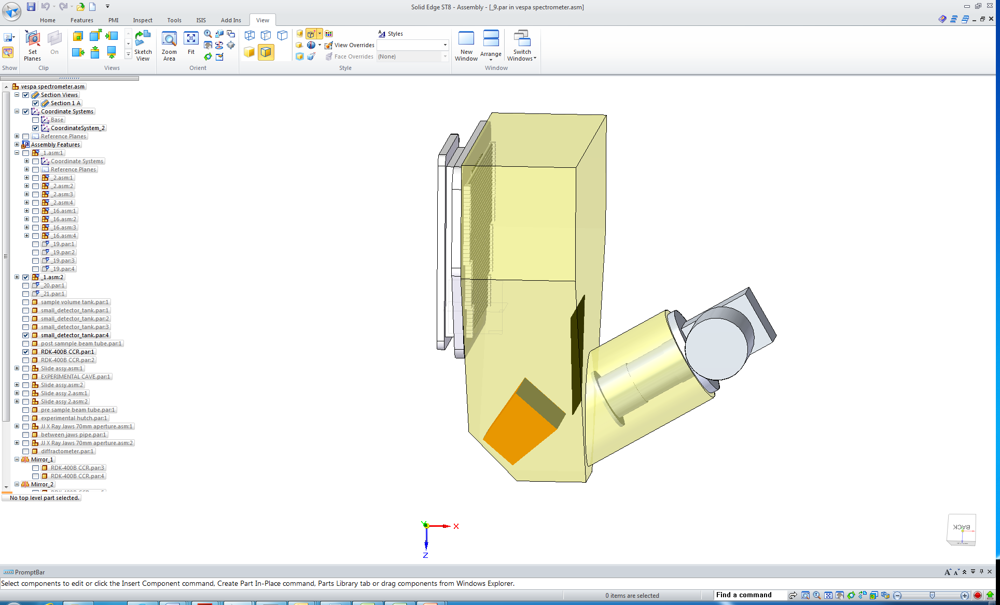 Solid Edge ST8 - Assembly - [_9.par in vespa spectrometer.asm]
Home Features PMI Inspect Tools ISIS Add Ins View
Set Planes On Sketch View Zoom Area Fit Styles View Overrides Face Overrides (None) New Window Arrange Switch Windows
Show Clip Views Orient Style Window
vespa spectrometer.asm
Section Views
Section 1 A
Coordinate Systems
Base
CoordinateSystem_2
Reference Planes
Assembly Features
_1.asm:1
Coordinate Systems
Reference Planes
_2.asm:1
_2.asm:2
_2.asm:3
_2.asm:4
_16.asm:1
_16.asm:2
_16.asm:3
_16.asm:4
_19.par:1
_19.par:2
_19.par:3
_19.par:4
_1.asm:2
_20.par:1
_21.par:1
sample volume tank.par:1
small_detector_tank.par:1
small_detector_tank.par:2
small_detector_tank.par:3
small_detector_tank.par:4
post samnple beam tube.par:1
RDK-400B CCR.par:1
RDK-400B CCR.par:2
Slide assy.asm:1
EXPERIMENTAL CAVE.par:1
Slide assy.asm:2
Slide assy 2.asm:1
Slide assy 2.asm:2
pre sample beam tube.par:1
experimental hutch.par:1
JJ X Ray Jaws 70mm aperture.asm:1
between jaws pipe.par:1
JJ X Ray Jaws 70mm aperture.asm:2
diffractometer.par:1
Mirror_1
RDK-400B CCR.par:3
RDK-400B CCR.par:4
Mirror_2
No top level part selected.
Y
X
Z
BACK
PromptBar
Select components to edit or click the Insert Component command, Create Part In-Place command, Parts Library tab or drag components from Windows Explorer.
0 items are selected Find a command